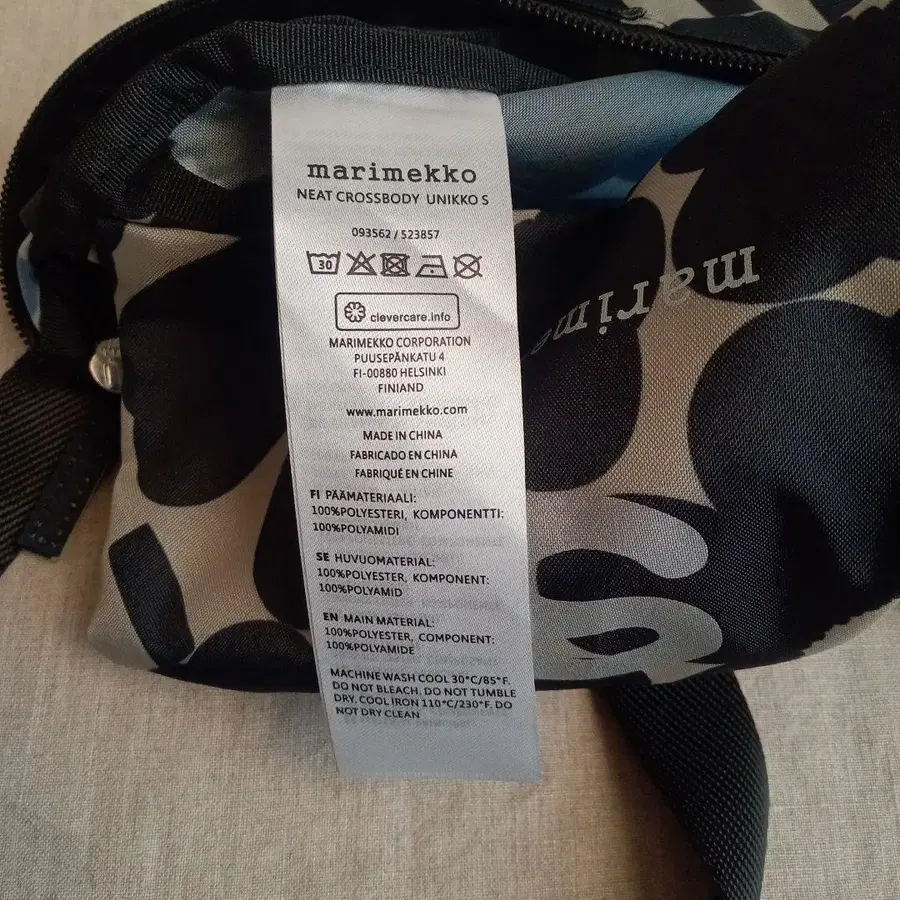 marimekko
NEAT CROSSBODY UNIKKO S
093562 / 523857
30
clevercare.info
MARIMEKKO CORPORATION
PUUSEPÄNKATU 4
FI-00880 HELSINKI
FINLAND
www.marimekko.com
MADE IN CHINA
FABRICADO EN CHINA
FABRIQUÉ EN CHINE
FI PÄÄMATERIAALI:
100%POLYESTERI, KOMPONENTTI:
100%POLYAMIDI
SE HUVUOMATERIAL:
100%POLYESTER, KOMPONENT:
100%POLYAMID
EN MAIN MATERIAL:
100%POLYESTER, COMPONENT:
100%POLYAMIDE
MACHINE WASH COOL 30°C/85°F.
DO NOT BLEACH. DO NOT TUMBLE
DRY. COOL IRON 110°C/230°F. DO
NOT DRY CLEAN
marime